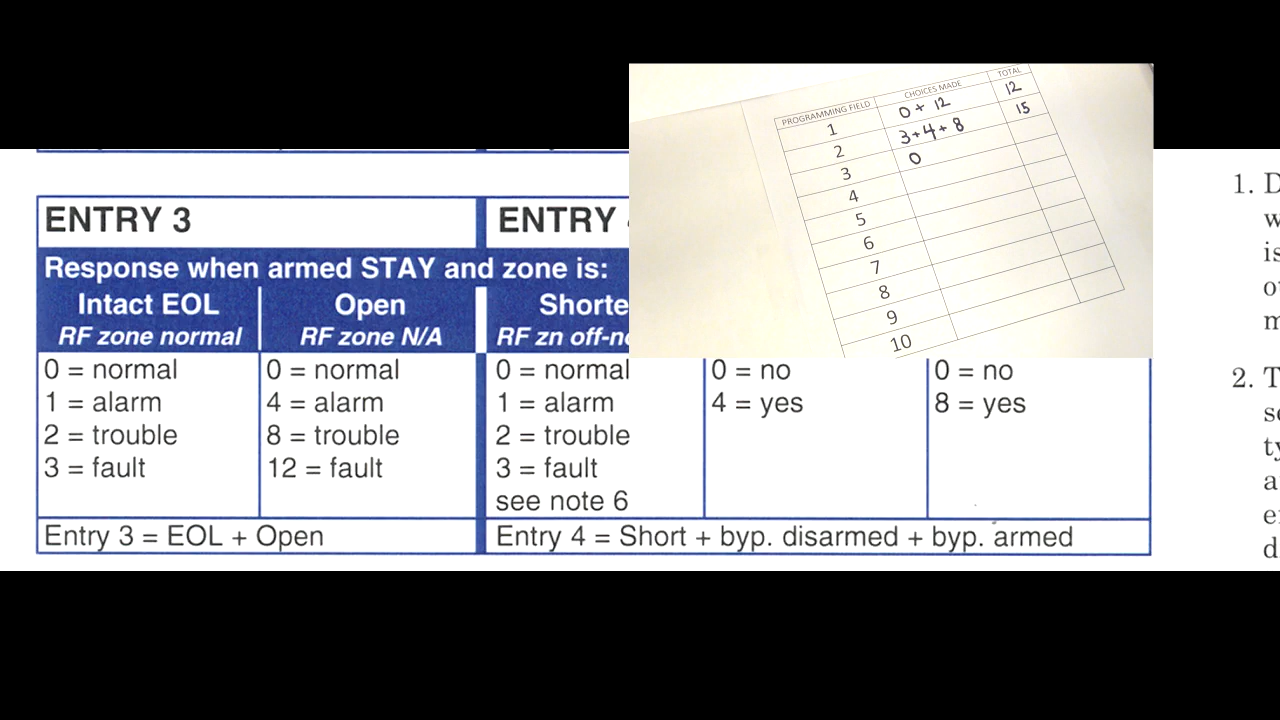 ENTRY 3
ENTRY
Response when armed STAY and zone is:
Intact EOL
RF zone normal
Open
RF zone N/A
Shorte
RF zn off-no
0 = normal
1 = alarm
2 = trouble
3 = fault
0 = normal
4 = alarm
8 = trouble
12 = fault
0 = normal
1 = alarm
2 = trouble
3 = fault
see note 6
0 = no
4 = yes
0 = no
8 = yes
Entry 3 = EOL + Open
Entry 4 = Short + byp. disarmed + byp. armed
PROGRAMMING FIELD CHOICES MADE TOTAL
1 0 + 12 12
2 3+4+8 15
3 0
4
5
6
7
8
9
10
1. D
w
is
o
m
2. T
se
ty
a
e
d